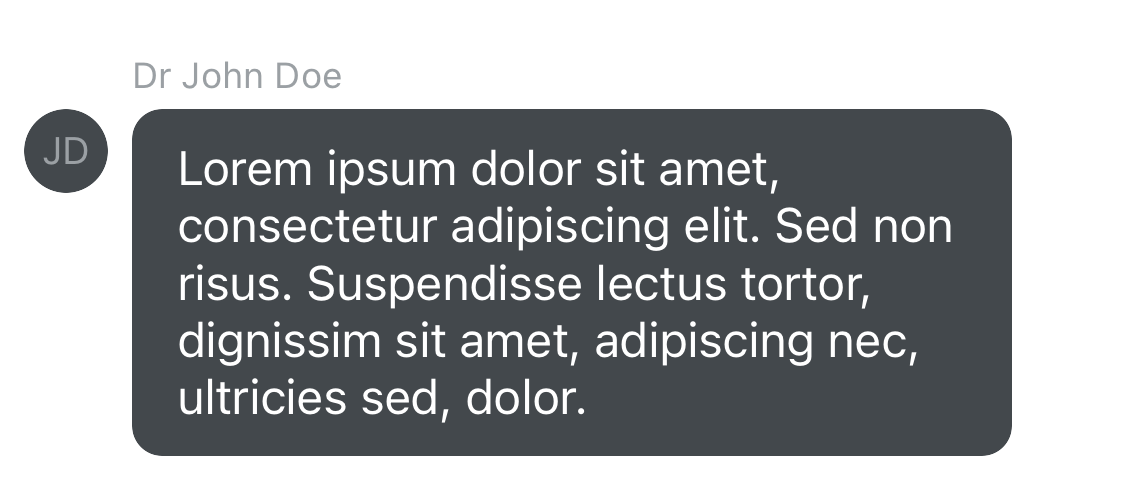 Dr John Doe
JD
Lorem ipsum dolor sit amet,
consectetur adipiscing elit. Sed non
risus. Suspendisse lectus tortor,
dignissim sit amet, adipiscing nec,
ultricies sed, dolor.